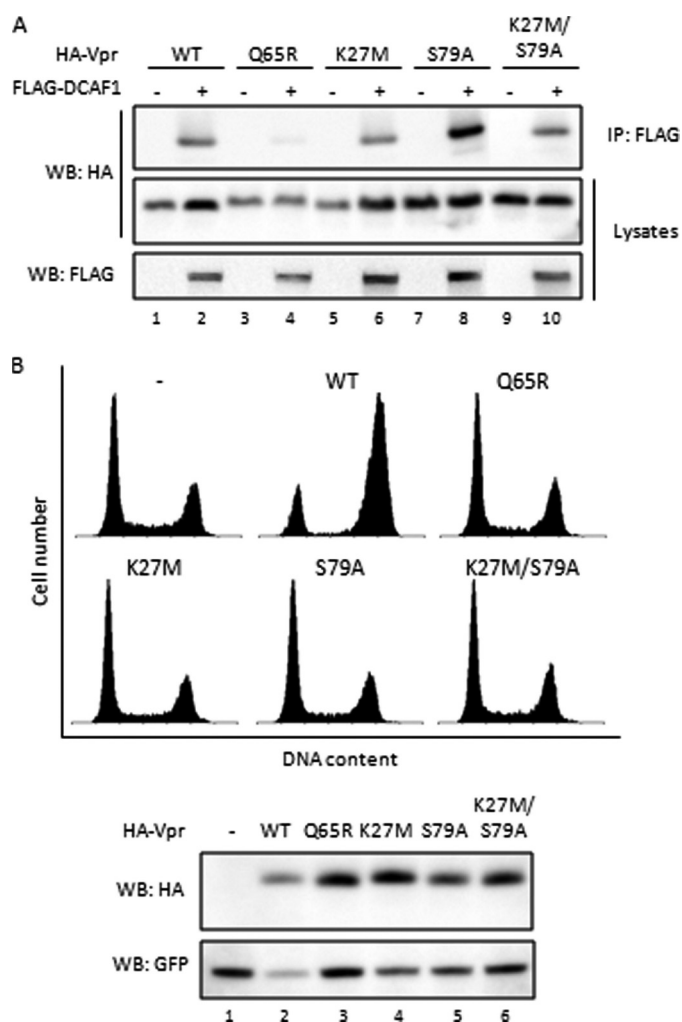 A
HA-Vpr WT Q65R K27M S79A K27M/
S79A
FLAG-DCAF1 - + - + - + - + - +
IP: FLAG
WB: HA
Lysates
WB: FLAG
1 2 3 4 5 6 7 8 9 10
B
- WT Q65R
Cell number
K27M S79A K27M/S79A
DNA content
HA-Vpr - WT Q65R K27M S79A K27M/
S79A
WB: HA
WB: GFP
1 2 3 4 5 6